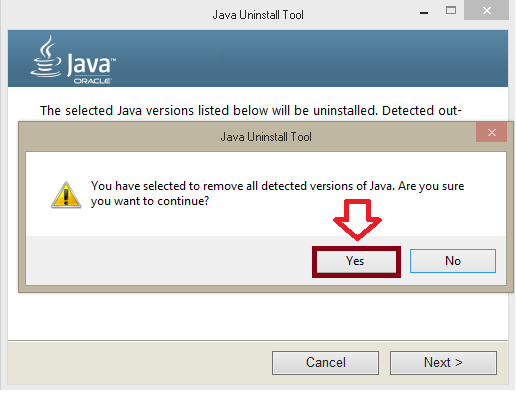 Java Uninstall Tool
Java™
ORACLE
The selected Java versions listed below will be uninstalled. Detected out-
Java Uninstall Tool
You have selected to remove all detected versions of Java. Are you sure
you want to continue?
Yes
No
Cancel
Next >